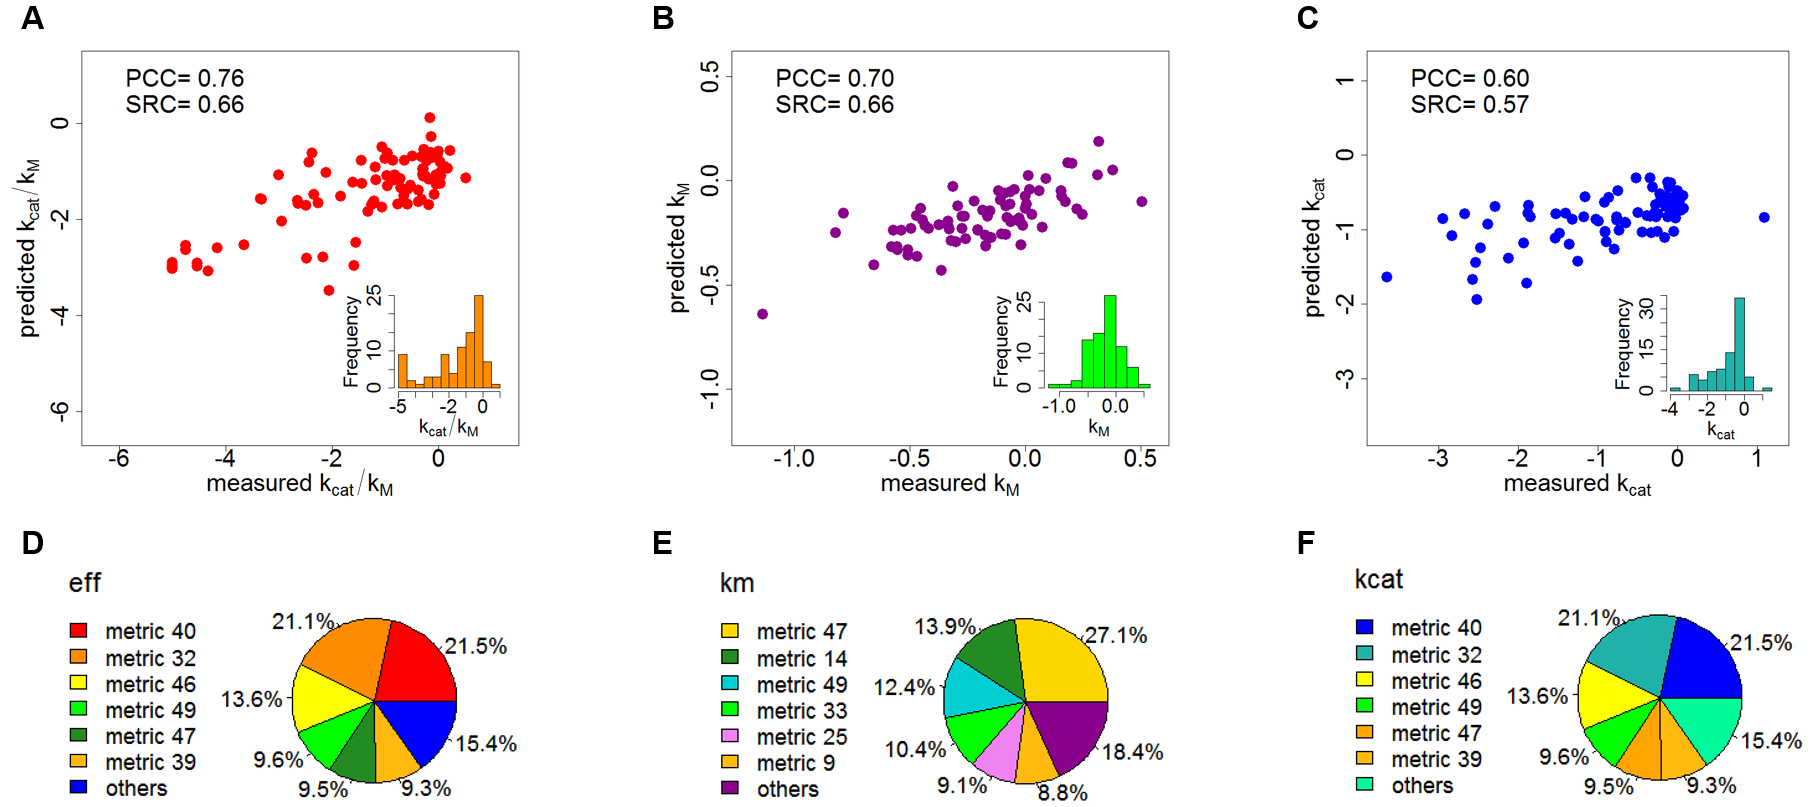 A
PCC= 0.76
SRC= 0.66
predicted kcat/kM
0
-2
-4
-6
-6 -4 -2 0
measured kcat/kM
Frequency
25
10
0
-5 -2 0
kcat/kM
B
PCC= 0.70
SRC= 0.66
predicted kM
0.5
0.0
-0.5
-1.0
-1.0 -0.5 0.0 0.5
measured kM
Frequency
25
10
0
-1.0 0.0
kM
C
PCC= 0.60
SRC= 0.57
predicted kcat
1
0
-1
-2
-3
-3 -2 -1 0 1
measured kcat
Frequency
30
15
0
-4 -2 0
kcat
D
eff
metric 40
metric 32
metric 46
metric 49
metric 47
metric 39
others
21.1%
21.5%
13.6%
9.6%
9.5%
9.3%
15.4%
E
km
metric 47
metric 14
metric 49
metric 33
metric 25
metric 9
others
13.9%
27.1%
12.4%
10.4%
9.1%
8.8%
18.4%
F
kcat
metric 40
metric 32
metric 46
metric 49
metric 47
metric 39
others
21.1%
21.5%
13.6%
9.6%
9.5%
9.3%
15.4%